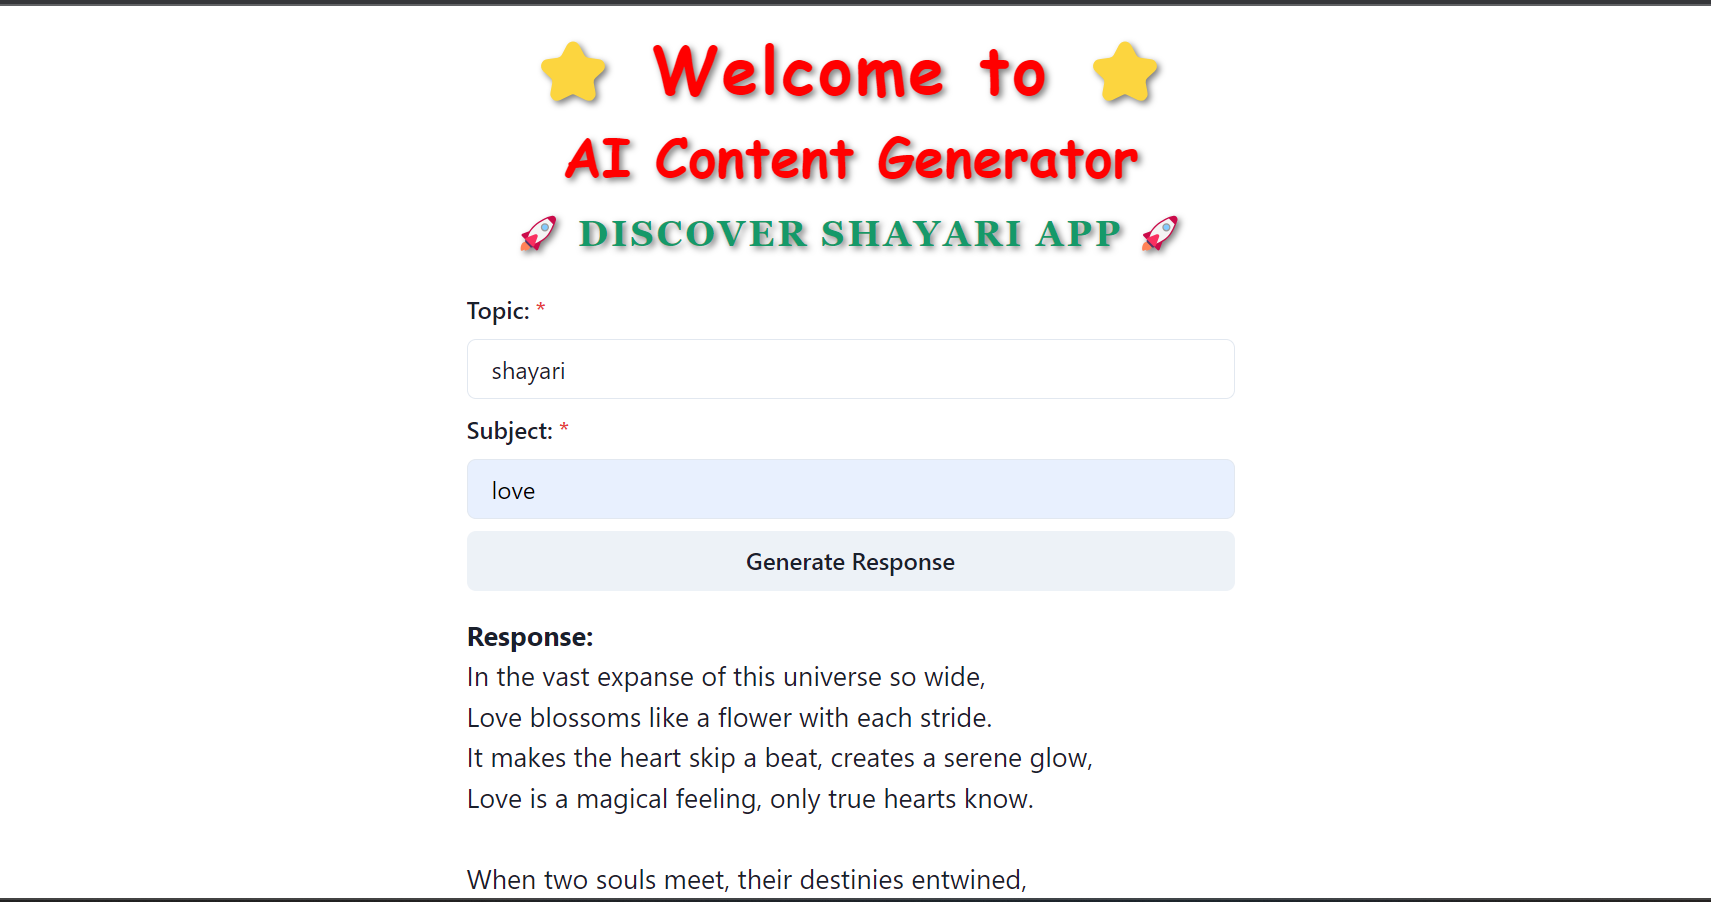 Welcome to
AI Content Generator
DISCOVER SHAYARI APP
Topic: *
shayari
Subject: *
love
Generate Response
Response:
In the vast expanse of this universe so wide,
Love blossoms like a flower with each stride.
It makes the heart skip a beat, creates a serene glow,
Love is a magical feeling, only true hearts know.
When two souls meet, their destinies entwined,